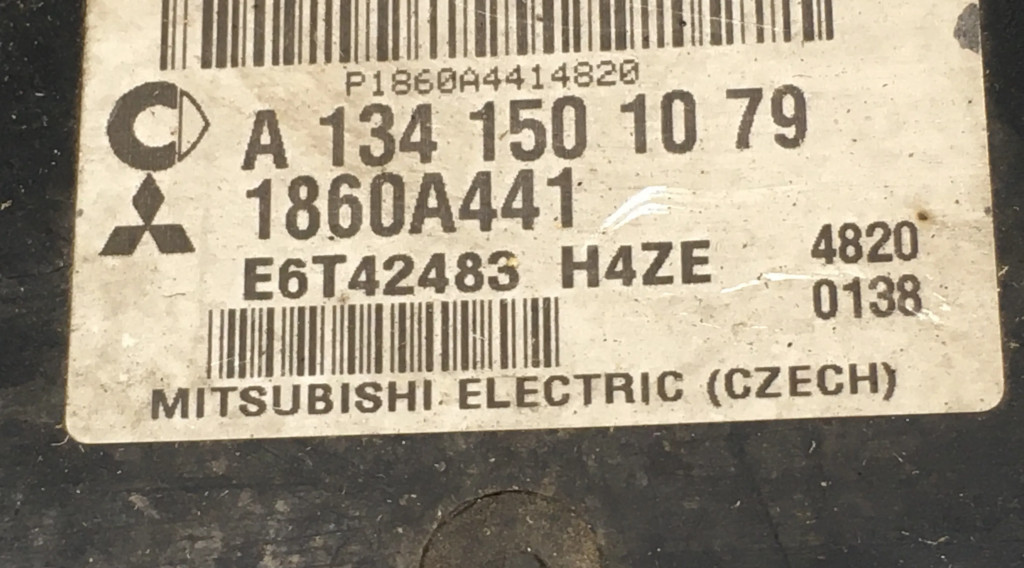 P1860A4414820
A 134 150 10 79
1860A441
E6T42483 H4ZE 4820
0138
MITSUBISHI ELECTRIC (CZECH)